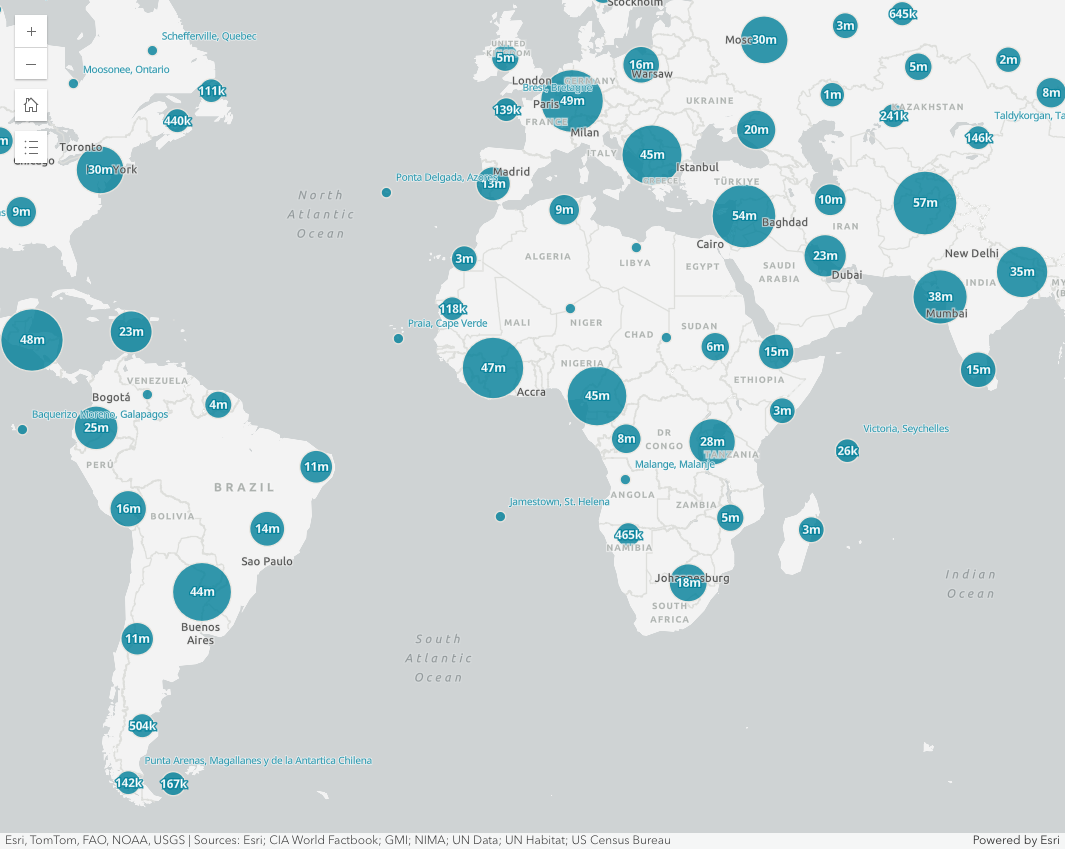 Stockholm
645k
3m
Schefferville, Quebec
Moscow
30m
UNITED
KINGDOM
5m
16m
Warsaw
5m
2m
Moosonee, Ontario
London
GERMANY
Brest, Bretagne
111k
49m
Paris
139k
1m
8m
UKRAINE
KAZAKHSTAN
241k
Taldykorgan, Ta
440k
FRANCE
Milan
20m
146k
m
Toronto
Chicago
ITALY
45m
Istanbul
30m
York
Madrid
Ponta Delgada, Azores
13m
GREECE
TÜRKIYE
North
Atlantic
Ocean
9m
9m
54m
Baghdad
10m
57m
IRAN
Cairo
ALGERIA
LIBYA
EGYPT
SAUDI
ARABIA
23m
Dubai
New Delhi
35m
3m
INDIA
MY
(B
38m
Mumbai
118k
Praia, Cape Verde
MALI
NIGER
CHAD
SUDAN
48m
23m
6m
15m
47m
NIGERIA
15m
VENEZUELA
ETHIOPIA
Accra
45m
Bogotá
4m
3m
Baquerizo Moreno, Galapagos
25m
8m
DR
CONGO
28m
TANZANIA
Victoria, Seychelles
26k
PERÚ
11m
Malange, Malanje
BRAZIL
ANGOLA
16m
BOLIVIA
Jamestown, St. Helena
ZAMBIA
5m
14m
465k
NAMIBIA
3m
Sao Paulo
44m
Johannesburg
18m
Indian
Ocean
SOUTH
AFRICA
Buenos
Aires
11m
South
Atlantic
Ocean
504k
Punta Arenas, Magallanes y de la Antartica Chilena
142k
167k
Esri, TomTom, FAO, NOAA, USGS | Sources: Esri; CIA World Factbook; GMI; NIMA; UN Data; UN Habitat; US Census Bureau
Powered by Esri